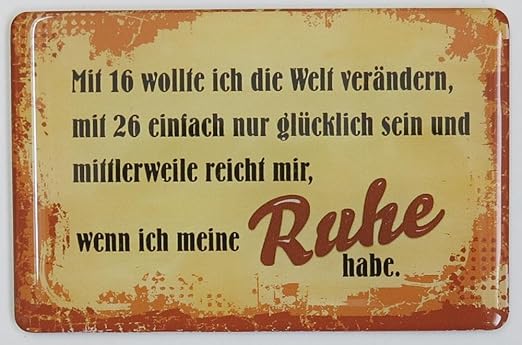 Mit 16 wollte ich die Welt verändern,
mit 26 einfach nur glücklich sein und
mittlerweile reicht mir,
wenn ich meine Ruhe
habe.